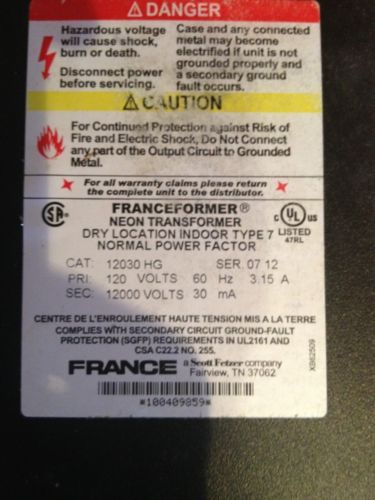 ⚠ DANGER
Hazardous voltage
will cause shock,
burn or death.
Disconnect power
before servicing.
Case and any connected
metal may become
electrified if unit is not
grounded properly and
a secondary ground
fault occurs.
⚠ CAUTION
For Continued Protection against Risk of
Fire and Electric Shock, Do Not Connect
any part of the Output Circuit to Grounded
Metal.
For all warranty claims please return
the complete unit to the distributor.
SA
FRANCEFORMER®
NEON TRANSFORMER
DRY LOCATION INDOOR TYPE 7
NORMAL POWER FACTOR
c UL us
LISTED
47RL
CAT: 12030 HG SER. 07 12
PRI: 120 VOLTS 60 Hz 3.15 A
SEC: 12000 VOLTS 30 mA
CENTRE DE L'ENROULEMENT HAUTE TENSION MIS A LA TERRE
COMPLIES WITH SECONDARY CIRCUIT GROUND-FAULT
PROTECTION (SGFP) REQUIREMENTS IN UL2161 AND
CSA C22.2 NO. 255.
FRANCE
a Scott Fetzer company
Fairview, TN 37062
XB62509
*100409859*